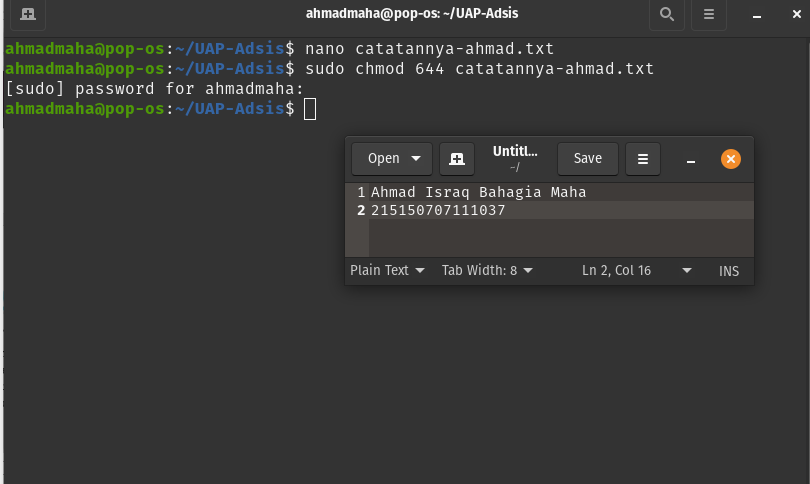 ahmadmaha@pop-os: ~/UAP-Adsis
ahmadmaha@pop-os:~/UAP-Adsis$ nano catatannya-ahmad.txt
ahmadmaha@pop-os:~/UAP-Adsis$ sudo chmod 644 catatannya-ahmad.txt
[sudo] password for ahmadmaha:
ahmadmaha@pop-os:~/UAP-Adsis$
Open Untitl... Save
~/
1 Ahmad Israq Bahagia Maha
2 215150707111037
Plain Text Tab Width: 8 Ln 2, Col 16 INS